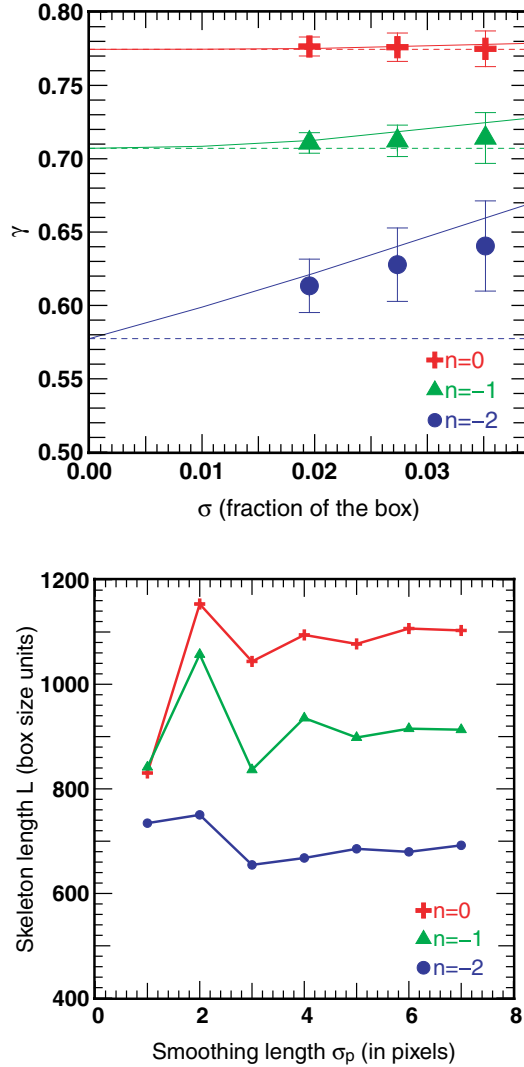 0.80
0.75
0.70
γ
0.65
0.60
n=0
n=−1
0.55
n=−2
0.50
0.00 0.01 0.02 0.03
σ (fraction of the box)
1200
Skeleton length L (box size units)
1000
800
600
n=0
n=−1
n=−2
400
0 2 4 6 8
Smoothing length σp (in pixels)